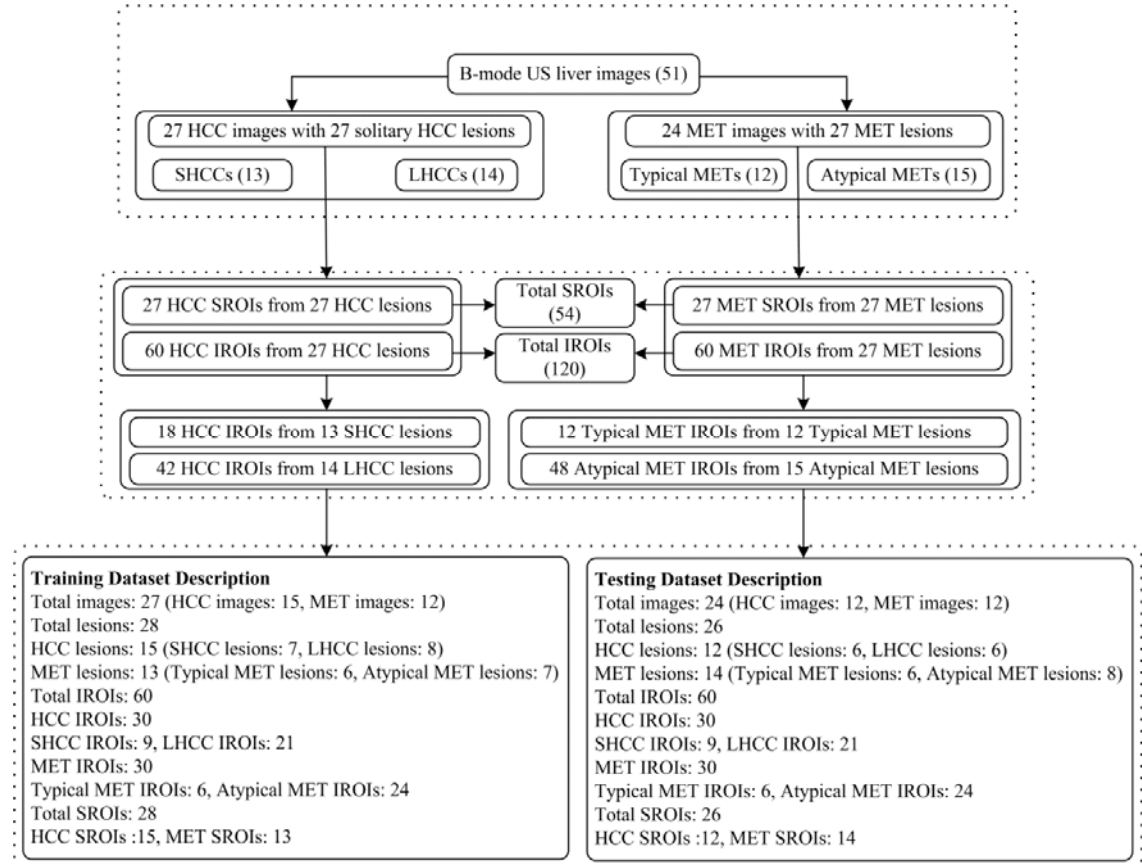 B-mode US liver images (51)
27 HCC images with 27 solitary HCC lesions
SHCCs (13)
LHCCs (14)
24 MET images with 27 MET lesions
Typical METs (12)
Atypical METs (15)
27 HCC SROIs from 27 HCC lesions
60 HCC IROIs from 27 HCC lesions
Total SROIs
(54)
Total IROIs
(120)
27 MET SROIs from 27 MET lesions
60 MET IROIs from 27 MET lesions
18 HCC IROIs from 13 SHCC lesions
42 HCC IROIs from 14 LHCC lesions
12 Typical MET IROIs from 12 Typical MET lesions
48 Atypical MET IROIs from 15 Atypical MET lesions
Training Dataset Description
Total images: 27 (HCC images: 15, MET images: 12)
Total lesions: 28
HCC lesions: 15 (SHCC lesions: 7, LHCC lesions: 8)
MET lesions: 13 (Typical MET lesions: 6, Atypical MET lesions: 7)
Total IROIs: 60
HCC IROIs: 30
SHCC IROIs: 9, LHCC IROIs: 21
MET IROIs: 30
Typical MET IROIs: 6, Atypical MET IROIs: 24
Total SROIs: 28
HCC SROIs :15, MET SROIs: 13
Testing Dataset Description
Total images: 24 (HCC images: 12, MET images: 12)
Total lesions: 26
HCC lesions: 12 (SHCC lesions: 6, LHCC lesions: 6)
MET lesions: 14 (Typical MET lesions: 6, Atypical MET lesions: 8)
Total IROIs: 60
HCC IROIs: 30
SHCC IROIs: 9, LHCC IROIs: 21
MET IROIs: 30
Typical MET IROIs: 6, Atypical MET IROIs: 24
Total SROIs: 26
HCC SROIs :12, MET SROIs: 14